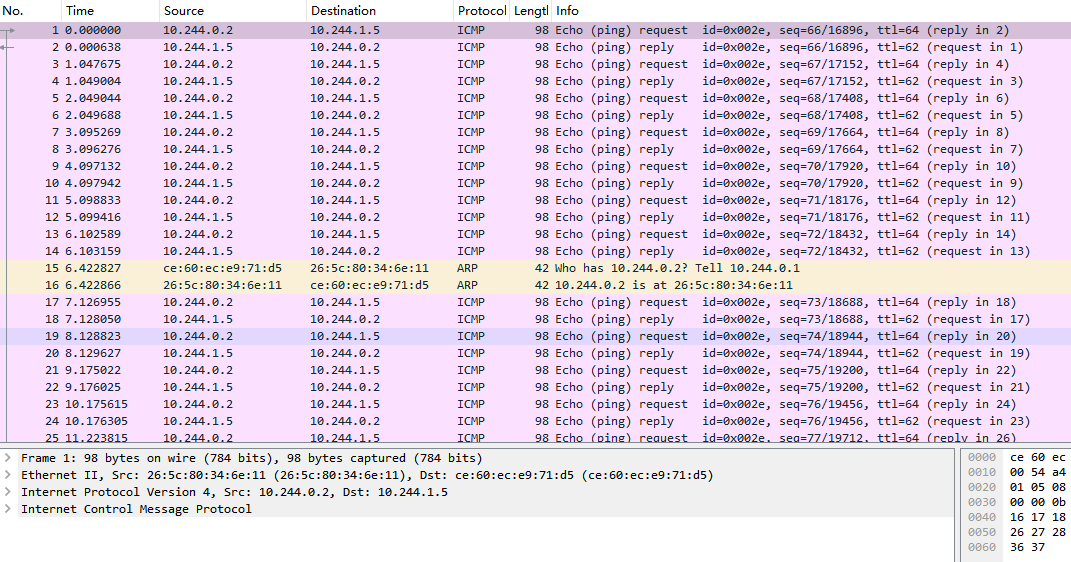 No. Time Source Destination Protocol Lengtl Info
1 0.000000 10.244.0.2 10.244.1.5 ICMP 98 Echo (ping) request id=0x002e, seq=66/16896, ttl=64 (reply in 2)
2 0.000638 10.244.1.5 10.244.0.2 ICMP 98 Echo (ping) reply id=0x002e, seq=66/16896, ttl=62 (request in 1)
3 1.047675 10.244.0.2 10.244.1.5 ICMP 98 Echo (ping) request id=0x002e, seq=67/17152, ttl=64 (reply in 4)
4 1.049004 10.244.1.5 10.244.0.2 ICMP 98 Echo (ping) reply id=0x002e, seq=67/17152, ttl=62 (request in 3)
5 2.049044 10.244.0.2 10.244.1.5 ICMP 98 Echo (ping) request id=0x002e, seq=68/17408, ttl=64 (reply in 6)
6 2.049688 10.244.1.5 10.244.0.2 ICMP 98 Echo (ping) reply id=0x002e, seq=68/17408, ttl=62 (request in 5)
7 3.095269 10.244.0.2 10.244.1.5 ICMP 98 Echo (ping) request id=0x002e, seq=69/17664, ttl=64 (reply in 8)
8 3.096276 10.244.1.5 10.244.0.2 ICMP 98 Echo (ping) reply id=0x002e, seq=69/17664, ttl=62 (request in 7)
9 4.097132 10.244.0.2 10.244.1.5 ICMP 98 Echo (ping) request id=0x002e, seq=70/17920, ttl=64 (reply in 10)
10 4.097942 10.244.1.5 10.244.0.2 ICMP 98 Echo (ping) reply id=0x002e, seq=70/17920, ttl=62 (request in 9)
11 5.098833 10.244.0.2 10.244.1.5 ICMP 98 Echo (ping) request id=0x002e, seq=71/18176, ttl=64 (reply in 12)
12 5.099416 10.244.1.5 10.244.0.2 ICMP 98 Echo (ping) reply id=0x002e, seq=71/18176, ttl=62 (request in 11)
13 6.102589 10.244.0.2 10.244.1.5 ICMP 98 Echo (ping) request id=0x002e, seq=72/18432, ttl=64 (reply in 14)
14 6.103159 10.244.1.5 10.244.0.2 ICMP 98 Echo (ping) reply id=0x002e, seq=72/18432, ttl=62 (request in 13)
15 6.422827 ce:60:ec:e9:71:d5 26:5c:80:34:6e:11 ARP 42 Who has 10.244.0.2? Tell 10.244.0.1
16 6.422866 26:5c:80:34:6e:11 ce:60:ec:e9:71:d5 ARP 42 10.244.0.2 is at 26:5c:80:34:6e:11
17 7.126955 10.244.0.2 10.244.1.5 ICMP 98 Echo (ping) request id=0x002e, seq=73/18688, ttl=64 (reply in 18)
18 7.128050 10.244.1.5 10.244.0.2 ICMP 98 Echo (ping) reply id=0x002e, seq=73/18688, ttl=62 (request in 17)
19 8.128823 10.244.0.2 10.244.1.5 ICMP 98 Echo (ping) request id=0x002e, seq=74/18944, ttl=64 (reply in 20)
20 8.129627 10.244.1.5 10.244.0.2 ICMP 98 Echo (ping) reply id=0x002e, seq=74/18944, ttl=62 (request in 19)
21 9.175022 10.244.0.2 10.244.1.5 ICMP 98 Echo (ping) request id=0x002e, seq=75/19200, ttl=64 (reply in 22)
22 9.176025 10.244.1.5 10.244.0.2 ICMP 98 Echo (ping) reply id=0x002e, seq=75/19200, ttl=62 (request in 21)
23 10.175615 10.244.0.2 10.244.1.5 ICMP 98 Echo (ping) request id=0x002e, seq=76/19456, ttl=64 (reply in 24)
24 10.176305 10.244.1.5 10.244.0.2 ICMP 98 Echo (ping) reply id=0x002e, seq=76/19456, ttl=62 (request in 23)
25 11.223815 10.244.0.2 10.244.1.5 ICMP 98 Echo (ping) request id=0x002e, seq=77/19712, ttl=64 (reply in 26)
Frame 1: 98 bytes on wire (784 bits), 98 bytes captured (784 bits)
Ethernet II, Src: 26:5c:80:34:6e:11 (26:5c:80:34:6e:11), Dst: ce:60:ec:e9:71:d5 (ce:60:ec:e9:71:d5)
Internet Protocol Version 4, Src: 10.244.0.2, Dst: 10.244.1.5
Internet Control Message Protocol
0000 ce 60 ec
0010 00 54 a4
0020 01 05 08
0030 00 00 0b
0040 16 17 18
0050 26 27 28
0060 36 37